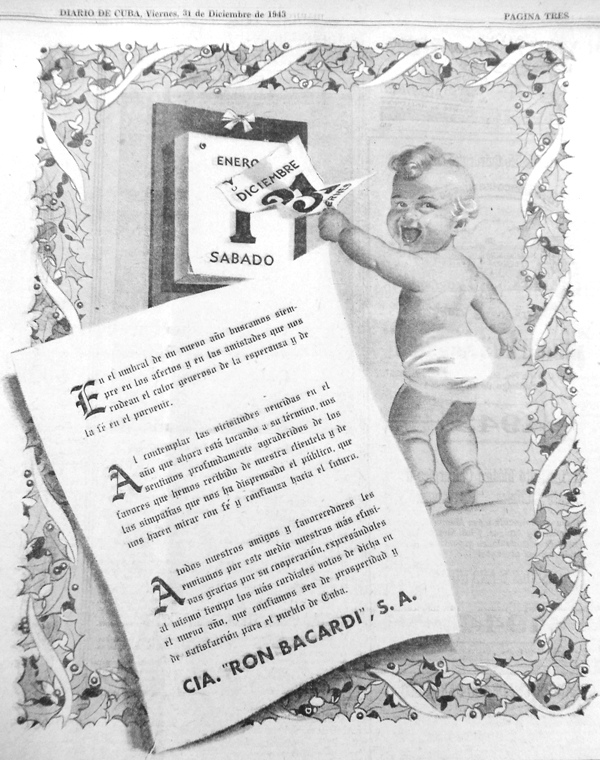 DIARIO DE CUBA, Viernes, 31 de Diciembre de 1943
PAGINA TRES
ENERO
Y
DICIEMBRE
31
1
SABADO
En el umbral de un nuevo año buscamos siem-
pre en los afectos y en las amistades que nos
rodean el calor generoso de la esperanza y de
la fé en el porvenir.
Al contemplar las vicisitudes vencidas en el
año que ahora está tocando a su término, nos
sentimos profundamente agradecidos de los
favores que hemos recibido de nuestra clientela y de
las simpatías que nos ha dispensado el público, que
nos hacen mirar con fé y confianza hacia el futuro.
A todos nuestros amigos y favorecedores les
enviamos por este medio nuestras más efusi-
vas gracias por su cooperación, expresándoles
al mismo tiempo los más cordiales votos de dicha en
el nuevo año, que confiamos sea de prosperidad y
de satisfacción para el pueblo de Cuba.
CIA. "RON BACARDI", S. A.